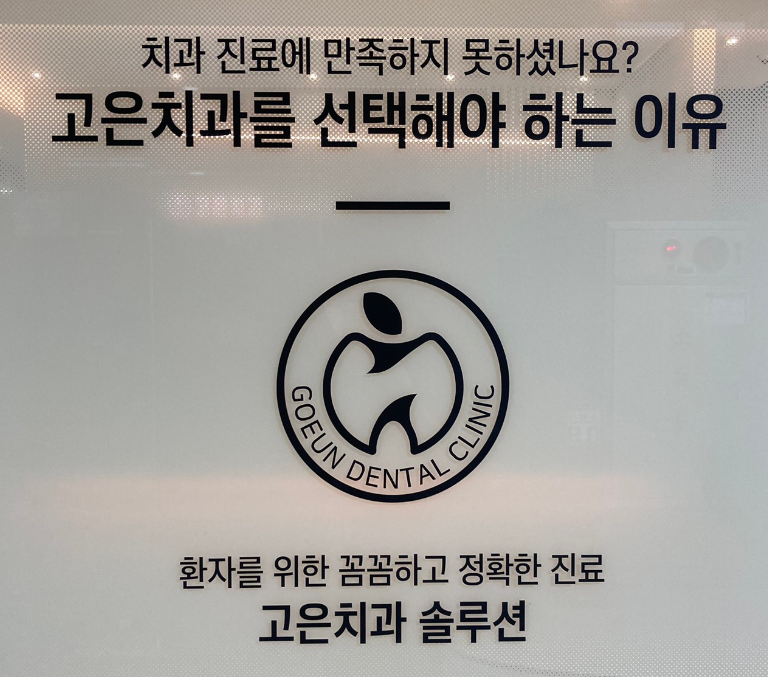 치과 진료에 만족하지 못하셨나요?
고은치과를 선택해야 하는 이유
GOEUN DENTAL CLINIC
환자를 위한 꼼꼼하고 정확한 진료
고은치과 솔루션